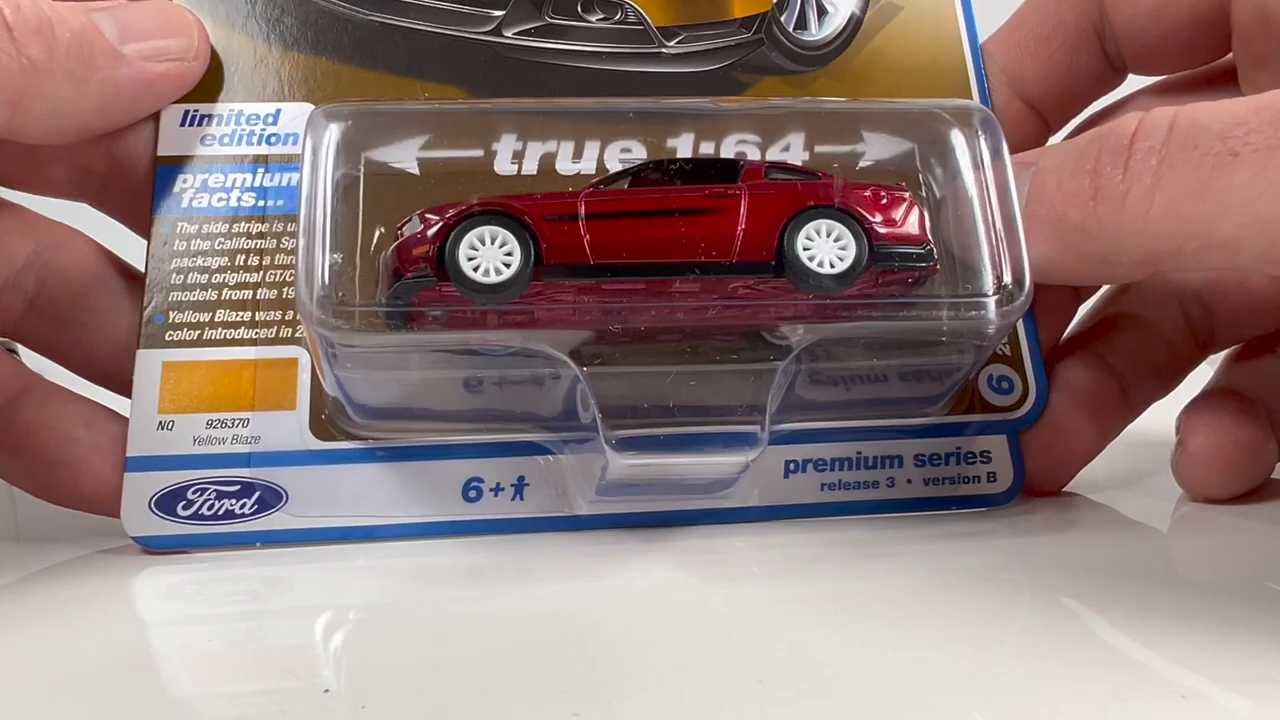 limited
edition
true 1:64
premium
facts...
The side stripe is u
to the California Sp
package. It is a thr
to the original GT/C
models from the 19
Yellow Blaze was a
color introduced in 2
NQ 926370
Yellow Blaze
Ford
6+
premium series
release 3 • version B
6